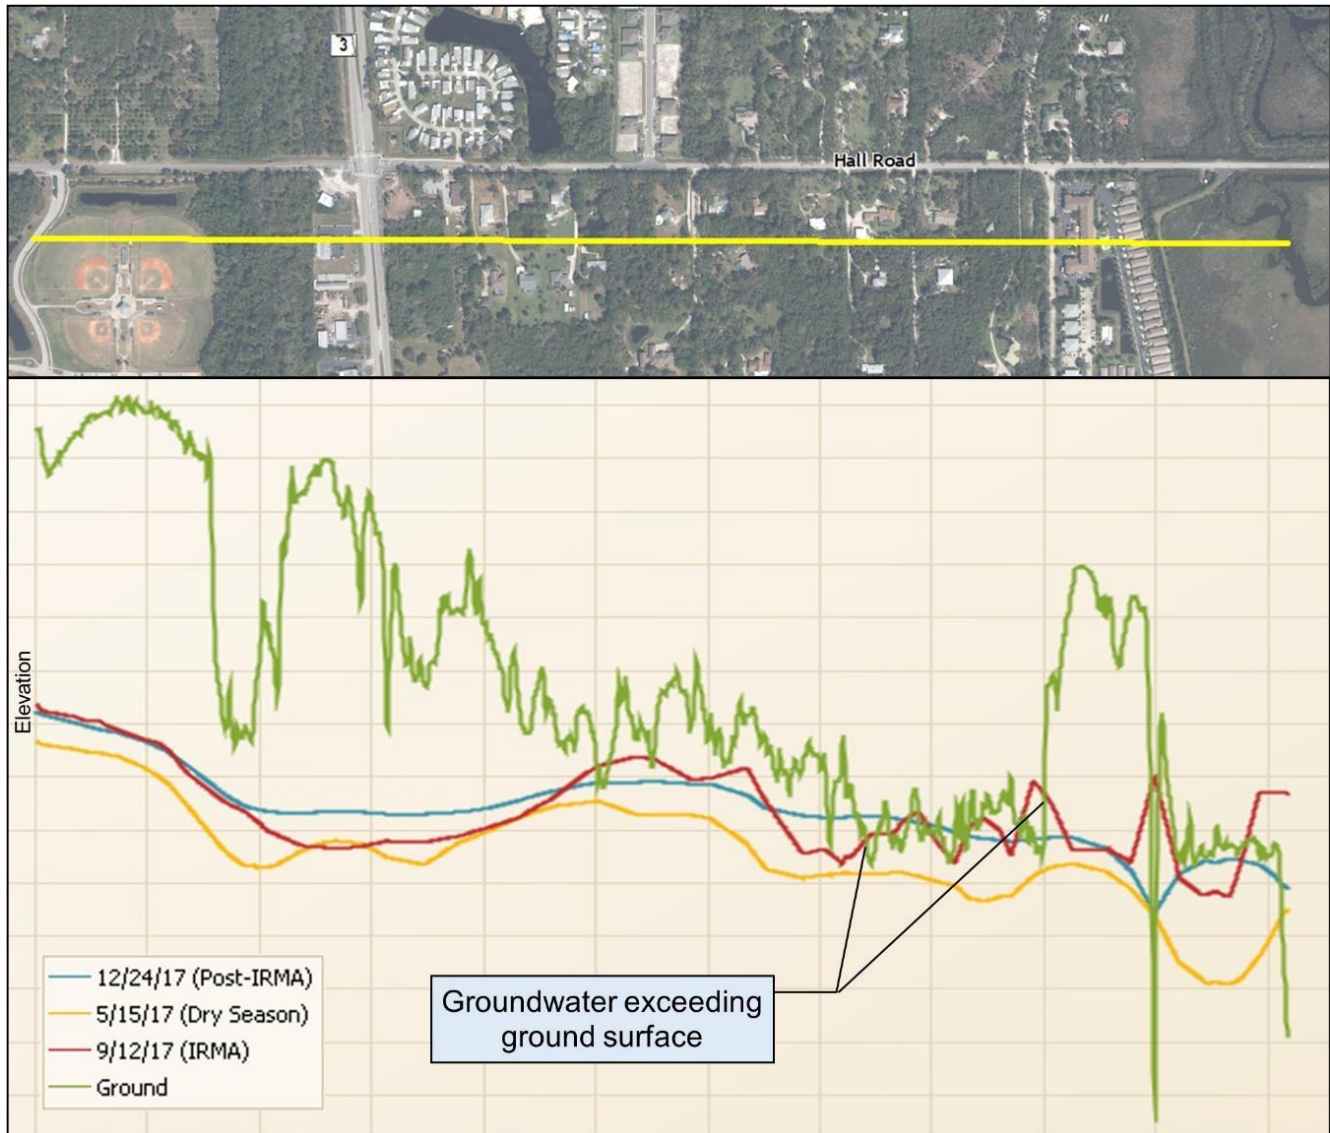 3
Hall Road
Elevation
12/24/17 (Post-IRMA)
5/15/17 (Dry Season)
9/12/17 (IRMA)
Ground
Groundwater exceeding
ground surface